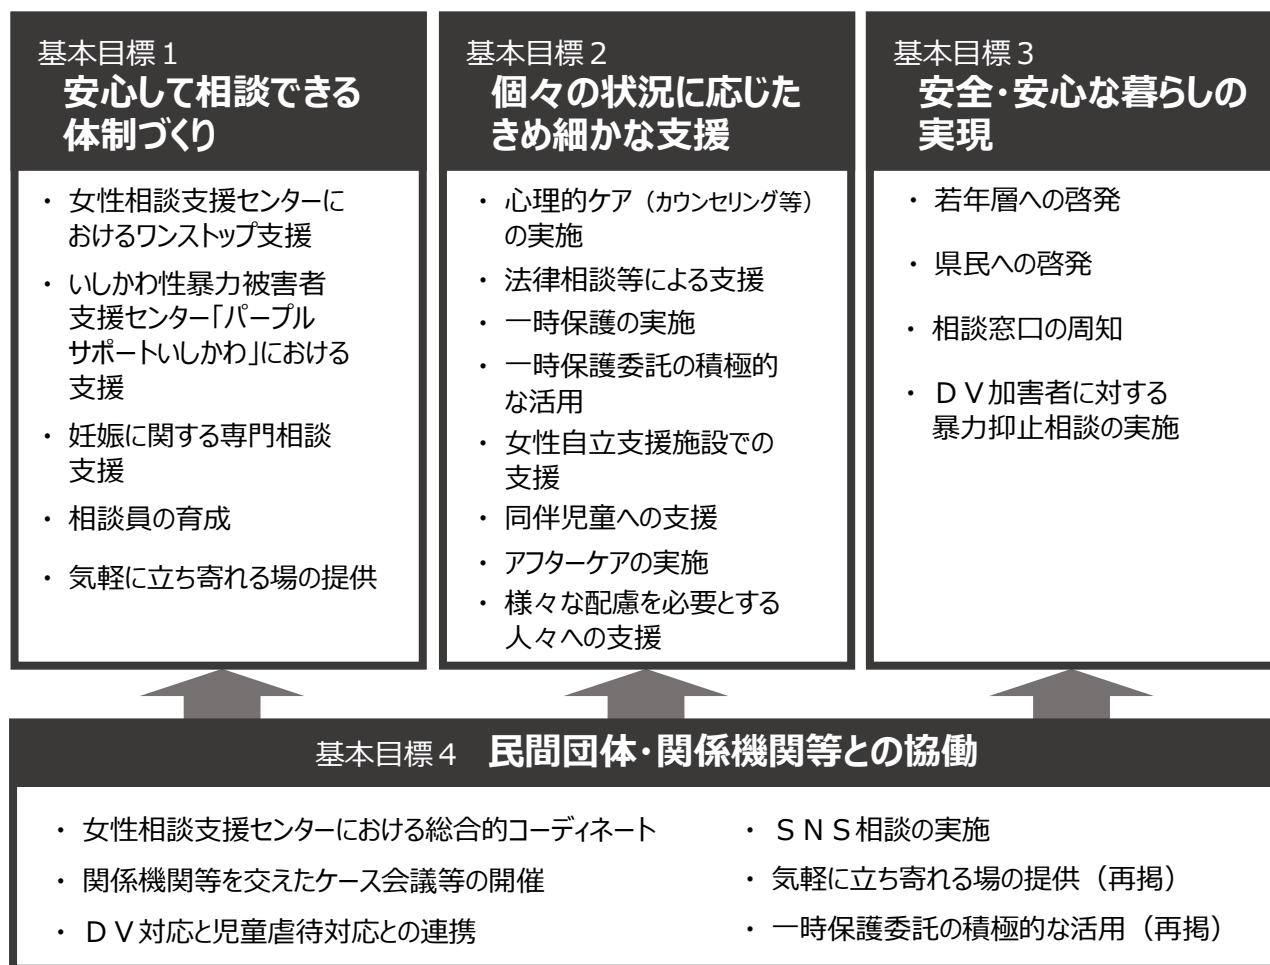 基本目標１
安心して相談できる
体制づくり
・ 女性相談支援センターに
おけるワンストップ支援
・ いしかわ性暴力被害者
支援センター「パープル
サポートいしかわ」における
支援
・ 妊娠に関する専門相談
支援
・ 相談員の育成
・ 気軽に立ち寄れる場の提供
基本目標２
個々の状況に応じた
きめ細かな支援
・ 心理的ケア（カウンセリング等）
の実施
・ 法律相談等による支援
・ 一時保護の実施
・ 一時保護委託の積極的
な活用
・ 女性自立支援施設での
支援
・ 同伴児童への支援
・ アフターケアの実施
・ 様々な配慮を必要とする
人々への支援
基本目標３
安全・安心な暮らしの
実現
・ 若年層への啓発
・ 県民への啓発
・ 相談窓口の周知
・ ＤＶ加害者に対する
暴力抑止相談の実施
基本目標４ 民間団体・関係機関等との協働
・ 女性相談支援センターにおける総合的コーディネート
・ 関係機関等を交えたケース会議等の開催
・ ＤＶ対応と児童虐待対応との連携
・ ＳＮＳ相談の実施
・ 気軽に立ち寄れる場の提供（再掲）
・ 一時保護委託の積極的な活用（再掲）